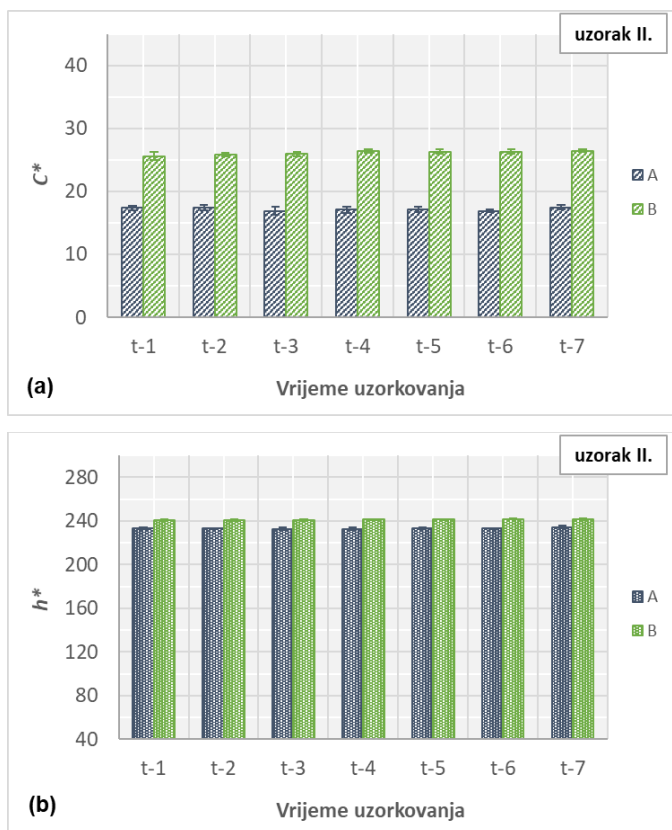 uzorak II.
40
30
20
10
0
C*
t-1 t-2 t-3 t-4 t-5 t-6 t-7
A
B
(a)
Vrijeme uzorkovanja
uzorak II.
280
240
200
160
120
80
40
h*
t-1 t-2 t-3 t-4 t-5 t-6 t-7
A
B
(b)
Vrijeme uzorkovanja